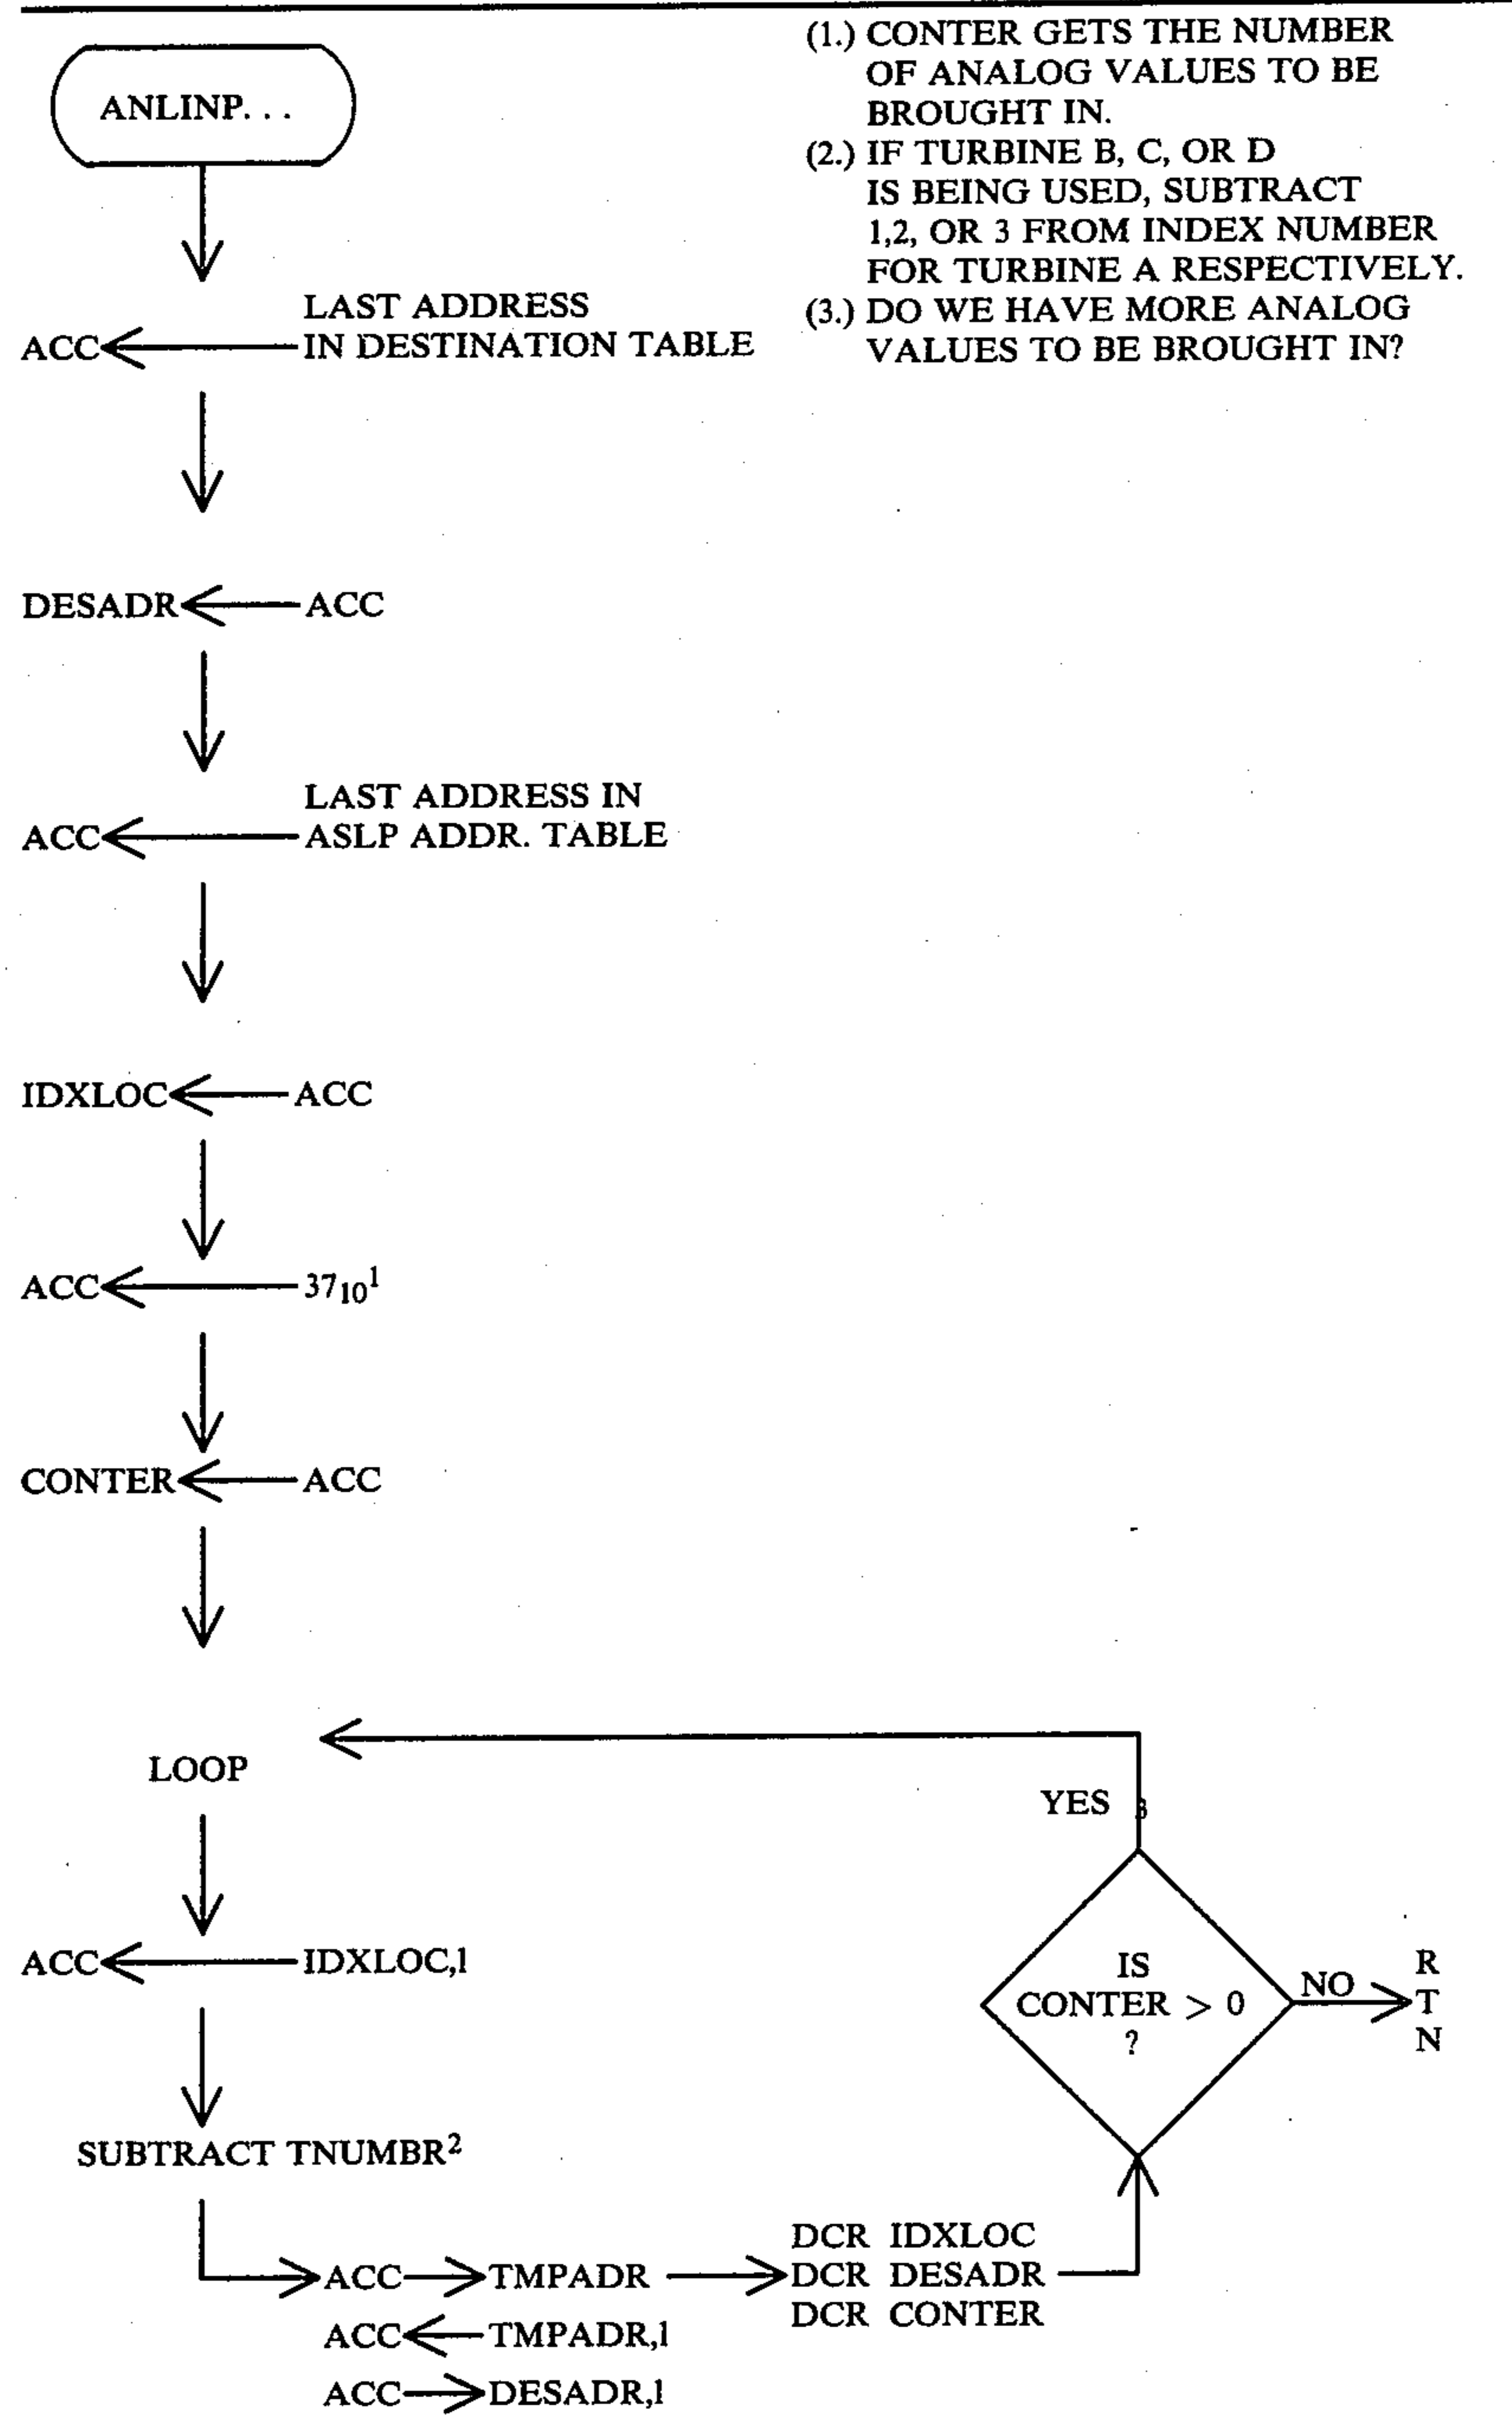 (1.) CONTER GETS THE NUMBER
OF ANALOG VALUES TO BE
BROUGHT IN.
(2.) IF TURBINE B, C, OR D
IS BEING USED, SUBTRACT
1,2, OR 3 FROM INDEX NUMBER
FOR TURBINE A RESPECTIVELY.
(3.) DO WE HAVE MORE ANALOG
VALUES TO BE BROUGHT IN?
ANLINP. . .
LAST ADDRESS
ACC IN DESTINATION TABLE
DESADR ACC
LAST ADDRESS IN
ACC ASLP ADDR. TABLE
IDXLOC ACC
ACC 37₁₀¹
CONTER ACC
LOOP
YES 3
ACC IDXLOC,1
IS
CONTER > 0
?
NO
R
T
N
SUBTRACT TNUMBR²
ACC TMPADR
ACC TMPADR,1
ACC DESADR,1
DCR IDXLOC
DCR DESADR
DCR CONTER